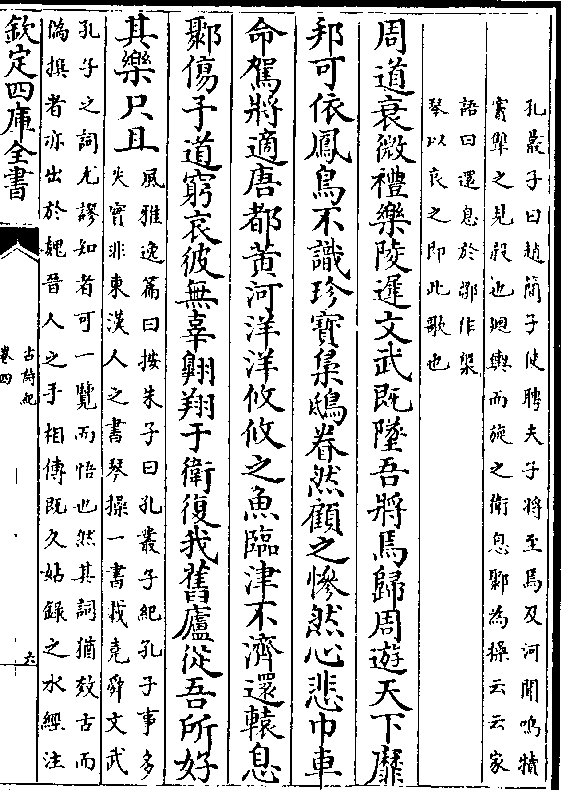 孔叢子曰趙簡子使聘夫子將至焉及河聞鳴犢
竇犨之見殺也廻輿而旋之衛息鄹為操云云家
語曰還息於鄹作槃
琴以哀之即此歌也
周道衰微禮樂陵遲文武既墜吾將焉歸周遊天下靡
邦可依鳳鳥不識珍寶梟鴟眷然顧之慘然心悲巾車
命駕將適唐都黄河洋洋攸攸之魚臨津不濟還轅息
鄹傷予道窮哀彼無辜翺翔于衛復我舊廬從吾所好
其樂只且
風雅逸篇曰按朱子曰孔叢子紀孔子事多
失實非東漢人之書琴操一書載堯舜文武
孔子之詞尤謬知者可一覽而悟也然其詞猶效古而
偽撰者亦出於魏晉人之手相傳既久姑錄之水經注
欽定四庫全書
古詩紀
卷四
六